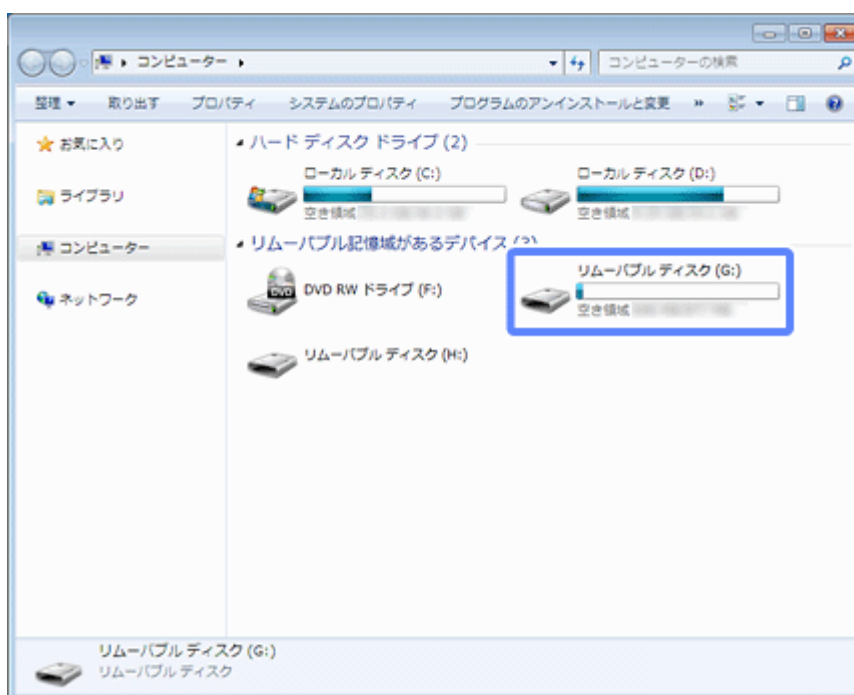 コンピューター
コンピューターの検索
整理 取り出す プロパティ システムのプロパティ プログラムのアンインストールと変更 »
お気に入り
ライブラリ
コンピューター
ネットワーク
ハード ディスク ドライブ (2)
ローカル ディスク (C:)
空き領域
ローカル ディスク (D:)
空き領域
リムーバブル記憶域があるデバイス (3)
DVD RW ドライブ (F:)
リムーバブル ディスク (G:)
空き領域
リムーバブル ディスク (H:)
リムーバブル ディスク (G:)
リムーバブル ディスク